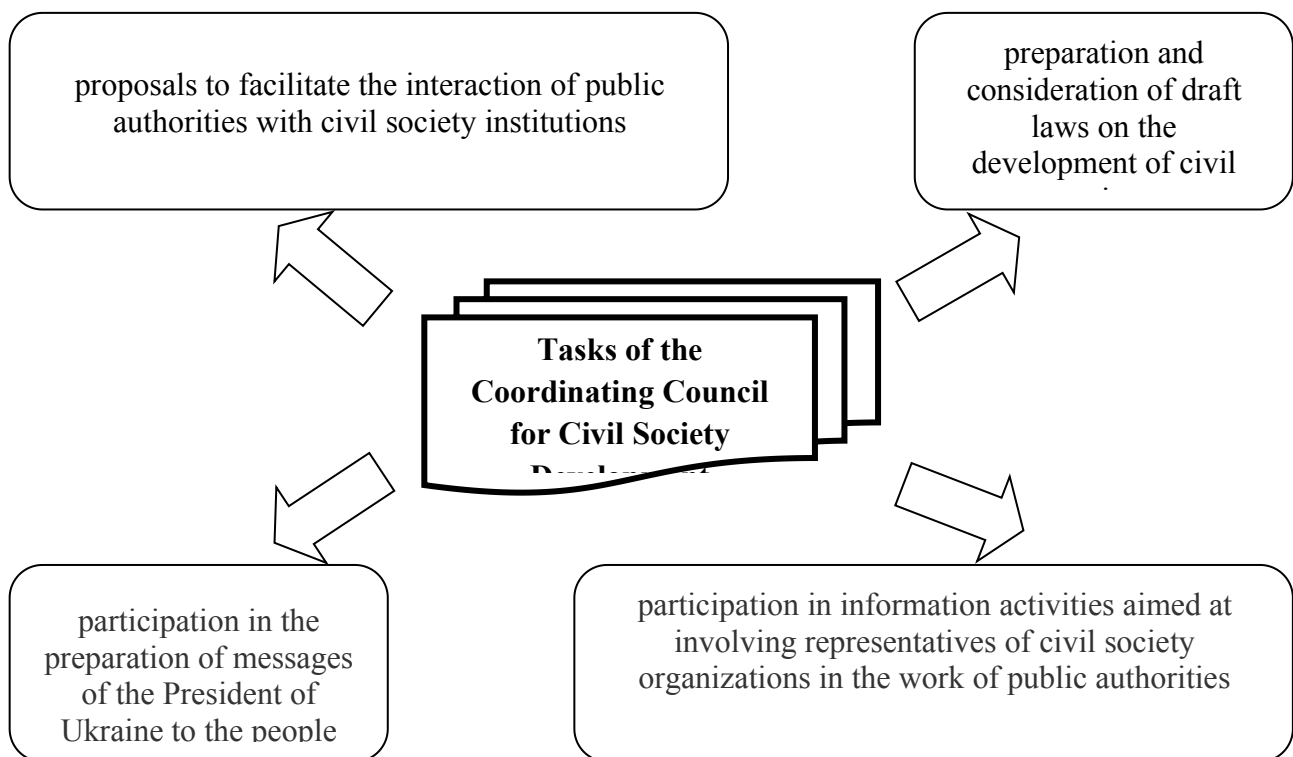 proposals to facilitate the interaction of public
authorities with civil society institutions
preparation and
consideration of draft
laws on the
development of civil
Tasks of the
Coordinating Council
for Civil Society
Development
participation in the
preparation of messages
of the President of
Ukraine to the people
participation in information activities aimed at
involving representatives of civil society
organizations in the work of public authorities